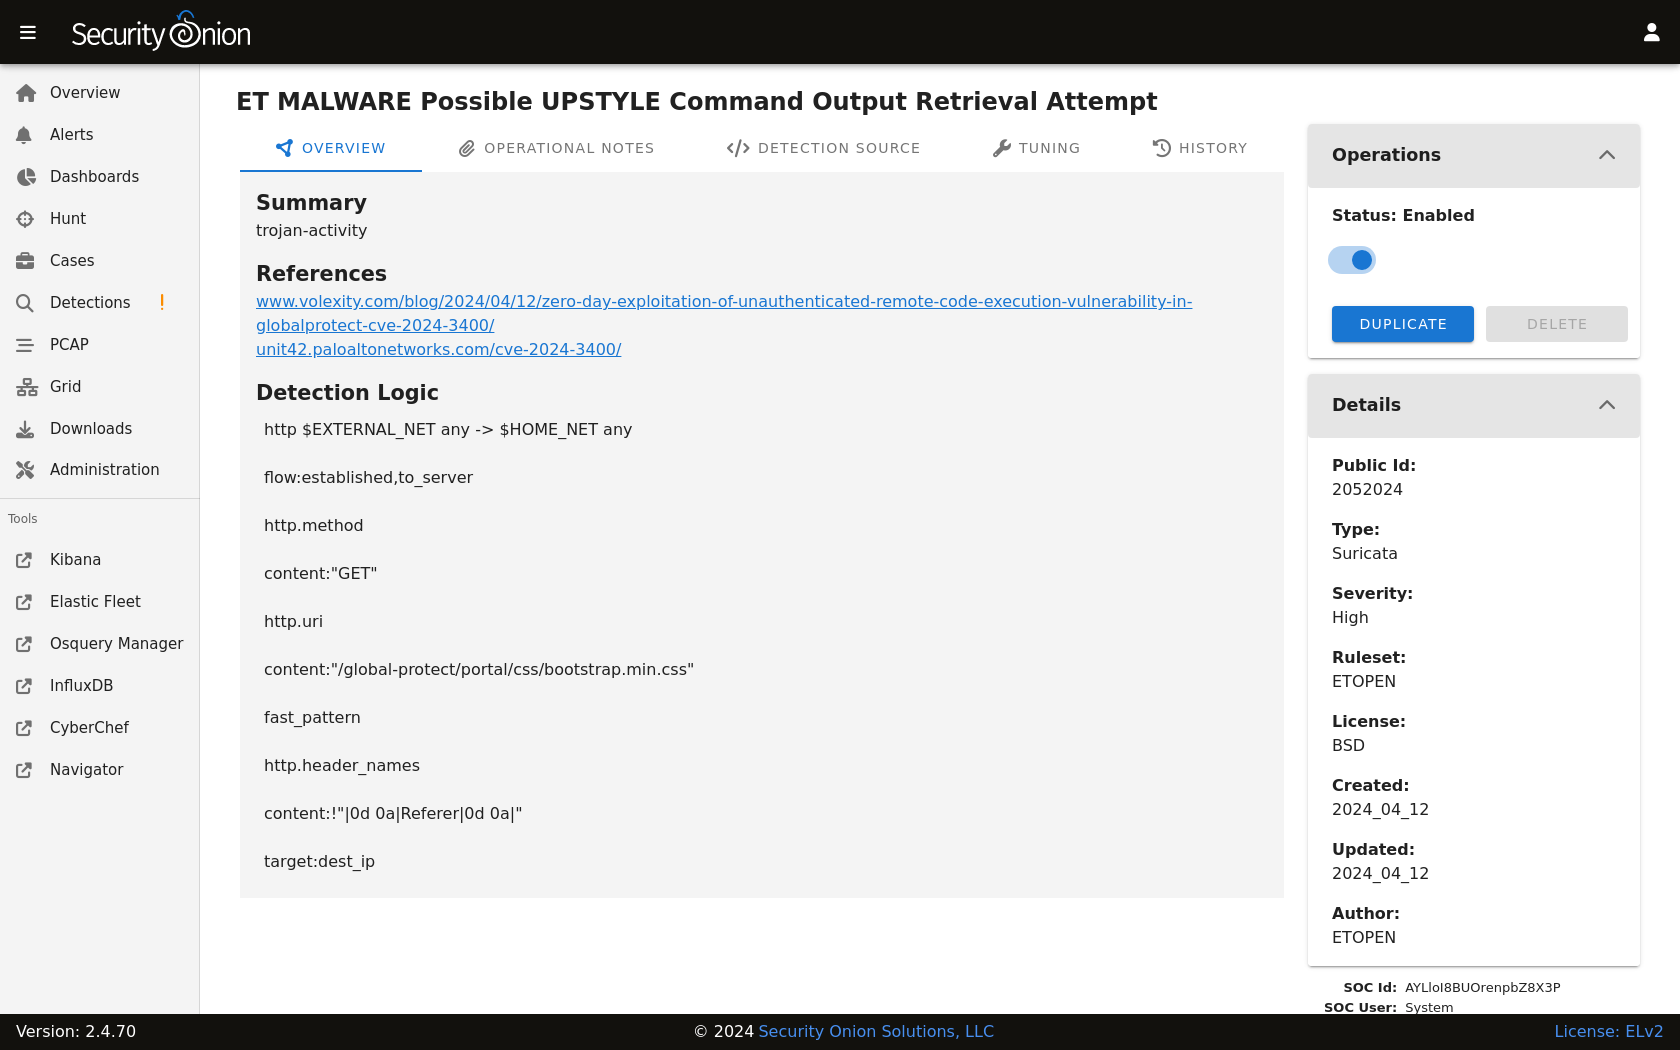 Security Onion
Overview
Alerts
Dashboards
Hunt
Cases
Detections
!
PCAP
Grid
Downloads
Administration
Tools
Kibana
Elastic Fleet
Osquery Manager
InfluxDB
CyberChef
Navigator
ET MALWARE Possible UPSTYLE Command Output Retrieval Attempt
OVERVIEW
OPERATIONAL NOTES
DETECTION SOURCE
TUNING
HISTORY
Summary
trojan-activity
References
www.volexity.com/blog/2024/04/12/zero-day-exploitation-of-unauthenticated-remote-code-execution-vulnerability-in-
globalprotect-cve-2024-3400/
unit42.paloaltonetworks.com/cve-2024-3400/
Detection Logic
http $EXTERNAL_NET any -> $HOME_NET any
flow:established,to_server
http.method
content:"GET"
http.uri
content:"/global-protect/portal/css/bootstrap.min.css"
fast_pattern
http.header_names
content:!"|0d 0a|Referer|0d 0a|"
target:dest_ip
Operations
Status: Enabled
DUPLICATE
DELETE
Details
Public Id:
2052024
Type:
Suricata
Severity:
High
Ruleset:
ETOPEN
License:
BSD
Created:
2024_04_12
Updated:
2024_04_12
Author:
ETOPEN
SOC Id: AYLloI8BUOrenpbZ8X3P
SOC User: System
Version: 2.4.70
© 2024 Security Onion Solutions, LLC
License: ELv2